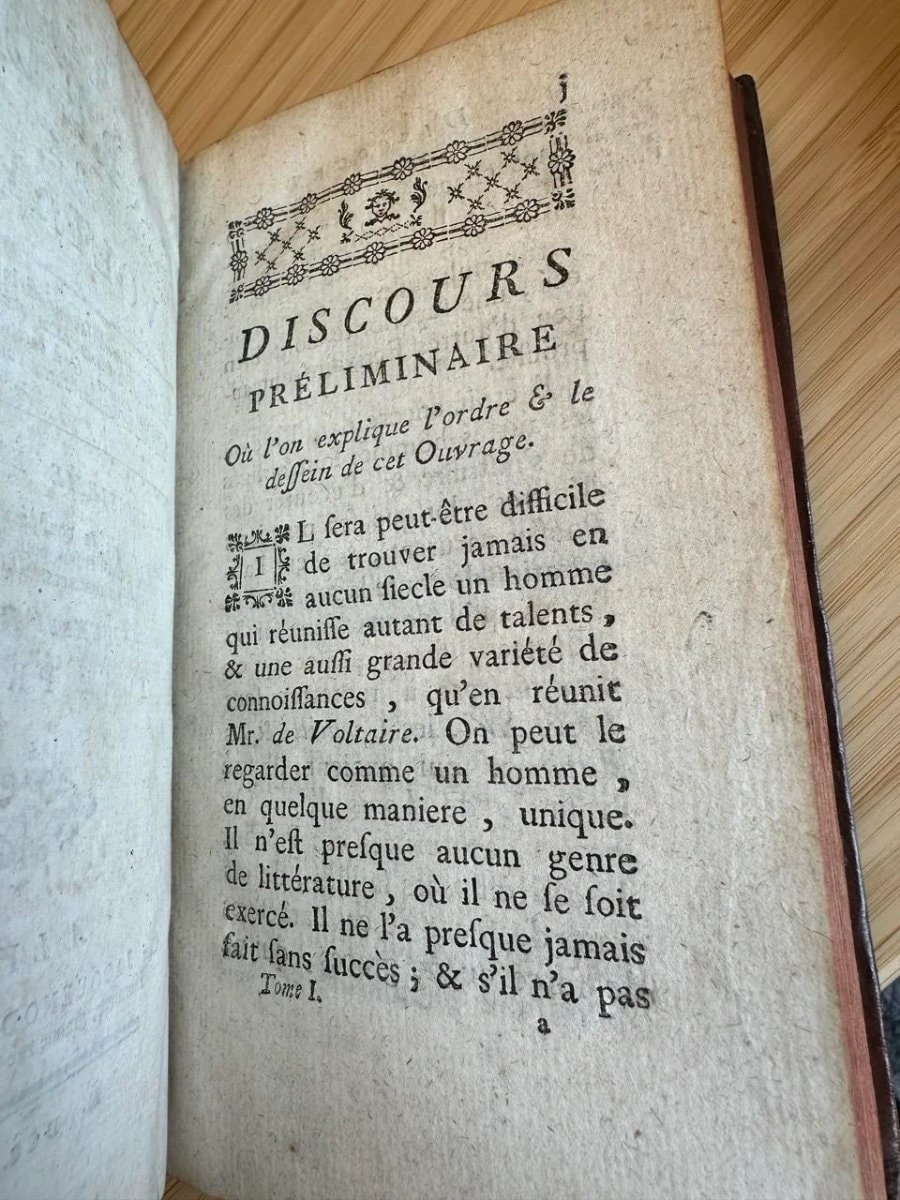 j
DISCOURS
PRÉLIMINAIRE
Où l'on explique l'ordre & le
deſſein de cet Ouvrage.
IL ſera peut-être difficile
de trouver jamais en
aucun ſiecle un homme
qui réuniſſe autant de talents,
& une auſſi grande variété de
connoiſſances, qu'en réunit
Mr. de Voltaire. On peut le
regarder comme un homme,
en quelque maniere, unique.
Il n'eſt preſque aucun genre
de littérature, où il ne ſe ſoit
exercé. Il ne l'a preſque jamais
fait ſans ſuccès; & s'il n'a pas
Tome I.
a